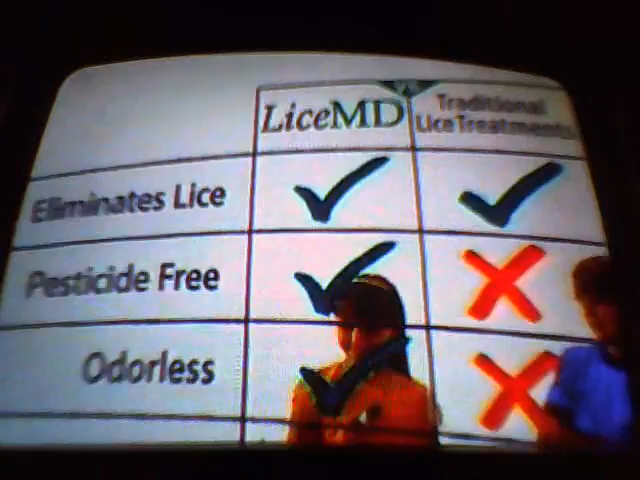 LiceMD
Traditional
Lice Treatments
Eliminates Lice
Pesticide Free
Odorless